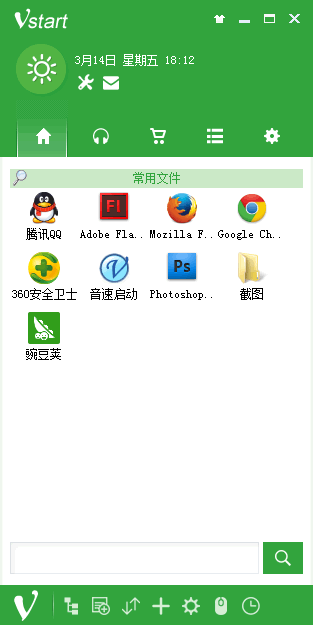 Vstart
3月14日 星期五 18:12
常用文件
腾讯QQ
Adobe Fla..
Mozilla F..
Google Ch..
360安全卫士
音速启动
Photoshop..
截图
豌豆荚